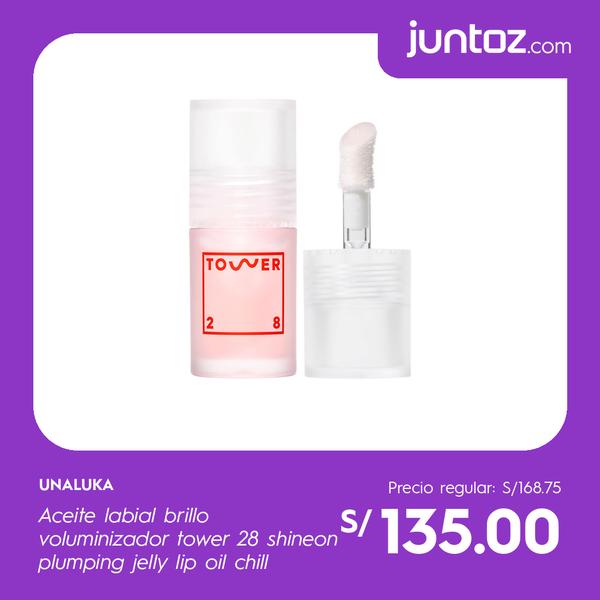 juntoz.com
TOWER
2 8
UNALUKA
Aceite labial brillo
voluminizador tower 28 shineon
plumping jelly lip oil chill
Precio regular: S/168.75
S/135.00